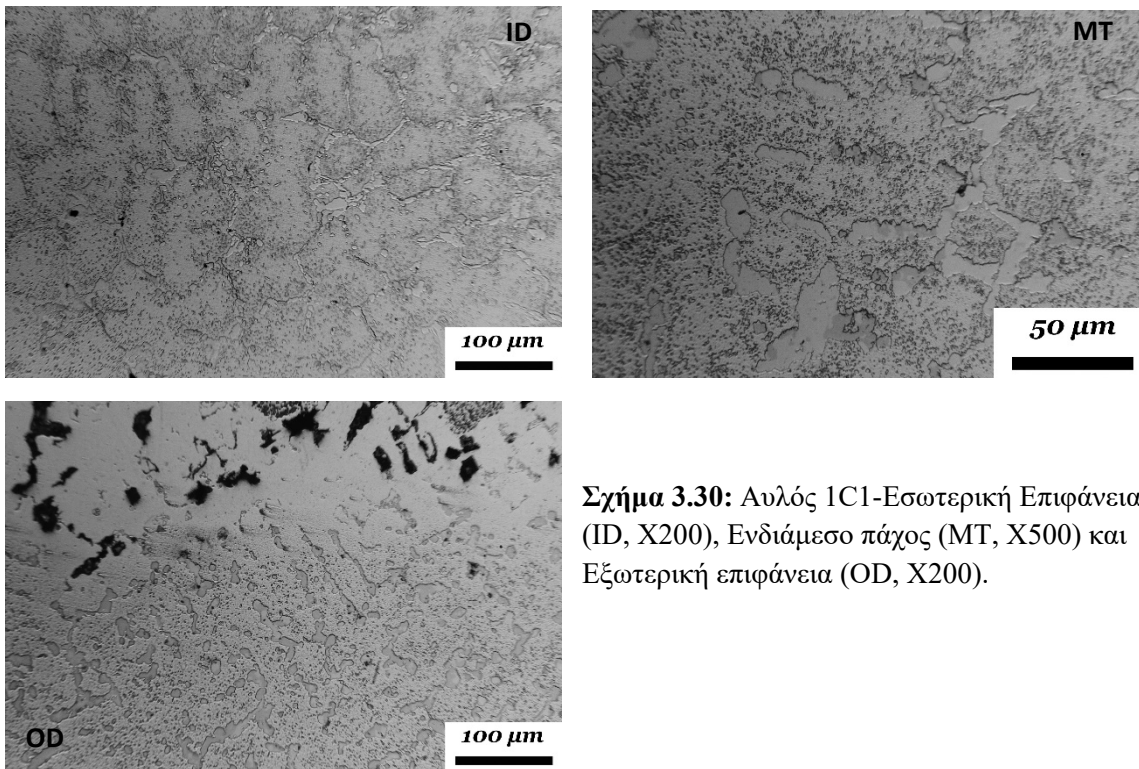 ID
100 μm
MT
50 μm
OD
100 μm
Σχήμα 3.30: Αυλός 1C1-Εσωτερική Επιφάνεια
(ID, X200), Ενδιάμεσο πάχος (MT, X500) και
Εξωτερική επιφάνεια (OD, X200).